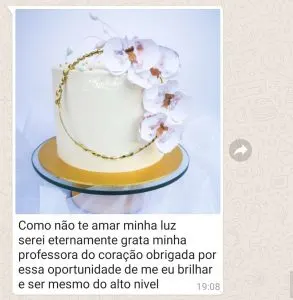 Como não te amar minha luz
serei eternamente grata minha
professora do coração obrigada por
essa oportunidade de me eu brilhar
e ser mesmo do alto nivel
19:08